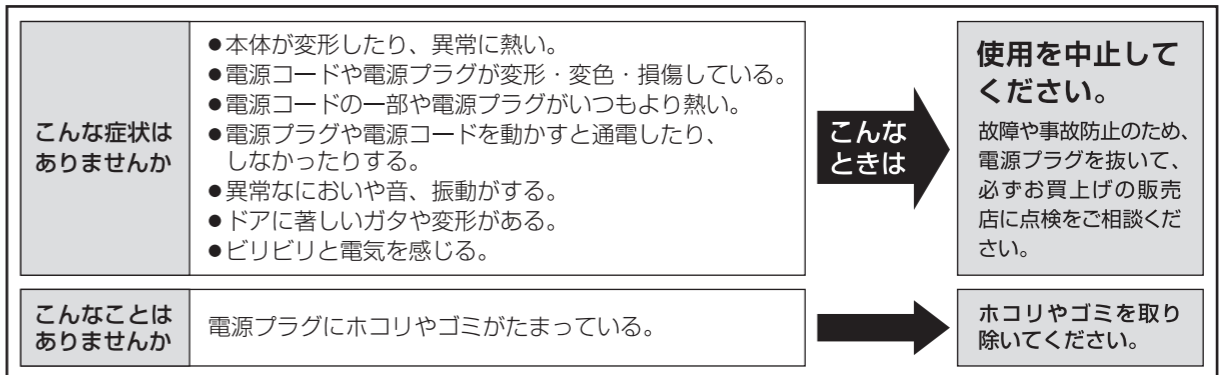 こんな症状は
ありませんか
●本体が変形したり、異常に熱い。
●電源コードや電源プラグが変形・変色・損傷している。
●電源コードの一部や電源プラグがいつもより熱い。
●電源プラグや電源コードを動かすと通電したり、
しなかったりする。
●異常なにおいや音、振動がする。
●ドアに著しいガタや変形がある。
●ビリビリと電気を感じる。
こんな
ときは
使用を中止して
ください。
故障や事故防止のため、
電源プラグを抜いて、
必ずお買上げの販売
店に点検をご相談くだ
さい。
こんなことは
ありませんか
電源プラグにホコリやゴミがたまっている。
ホコリやゴミを取り
除いてください。